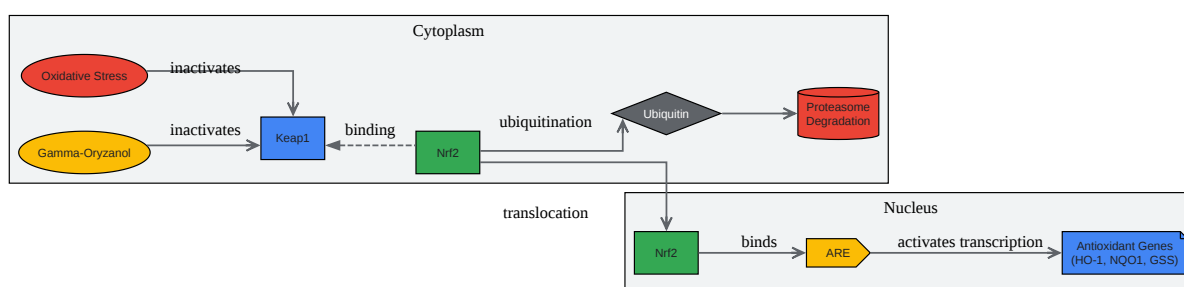 Cytoplasm
Oxidative Stress
inactivates
Gamma-Oryzanol
inactivates
Keap1
binding
Nrf2
ubiquitination
Ubiquitin
Proteasome
Degradation
translocation
Nucleus
Nrf2
binds
ARE
activates transcription
Antioxidant Genes
(HO-1, NQO1, GSS)